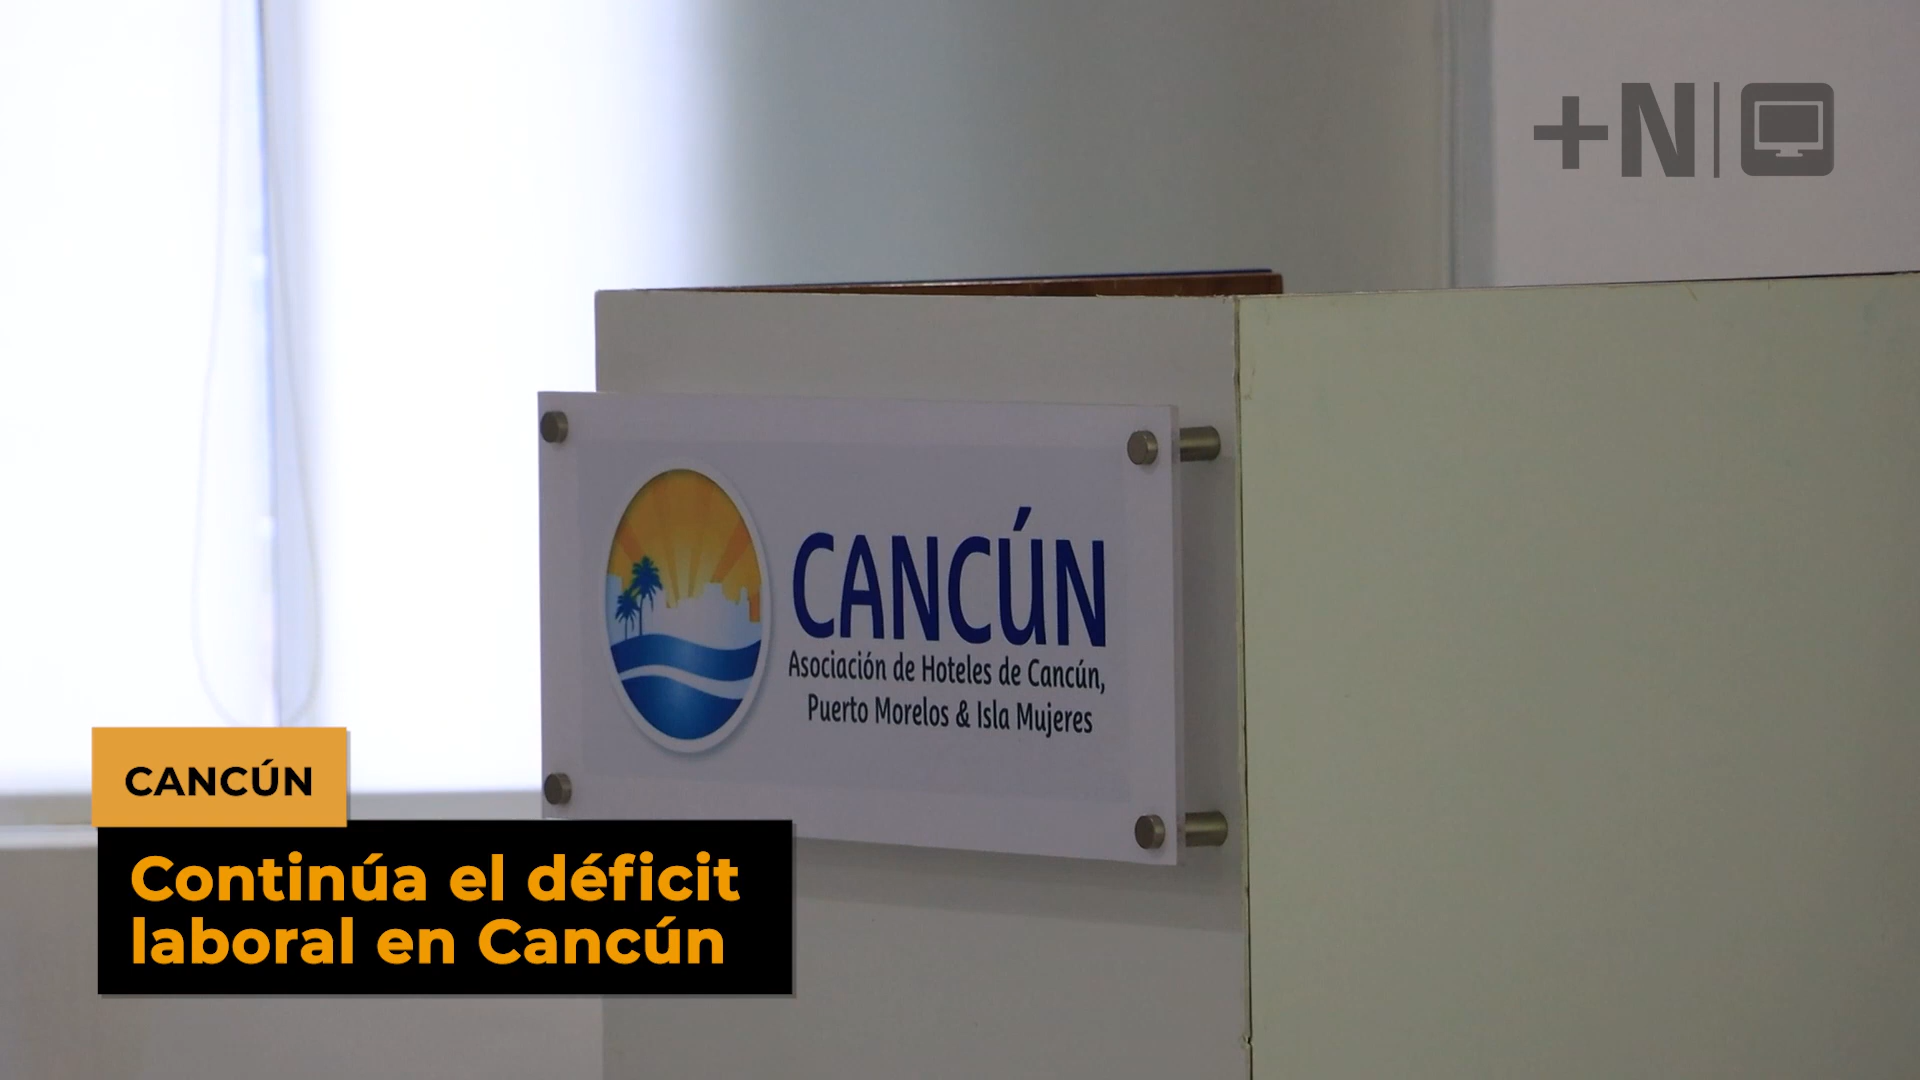 +N
CANCÚN
Asociación de Hoteles de Cancún,
Puerto Morelos & Isla Mujeres
CANCÚN
Continúa el déficit
laboral en Cancún